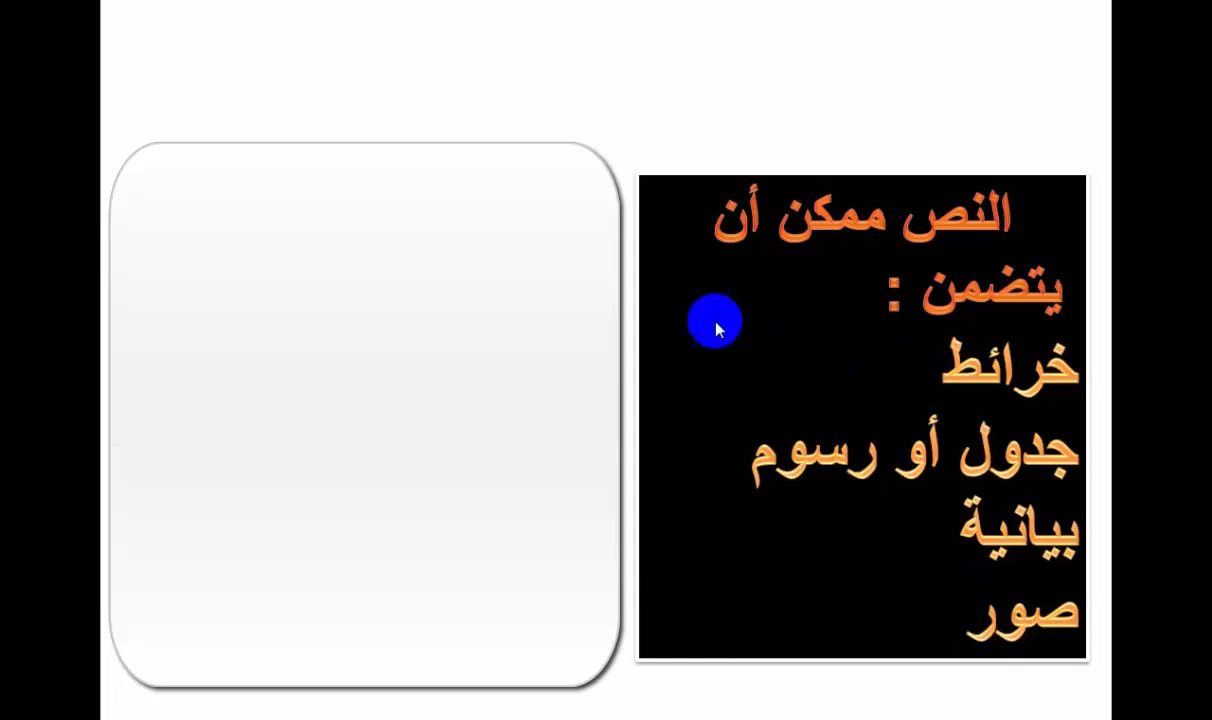 النص ممكن أن
يتضمن :
خرائط
جدول أو رسوم
بيانية
صور